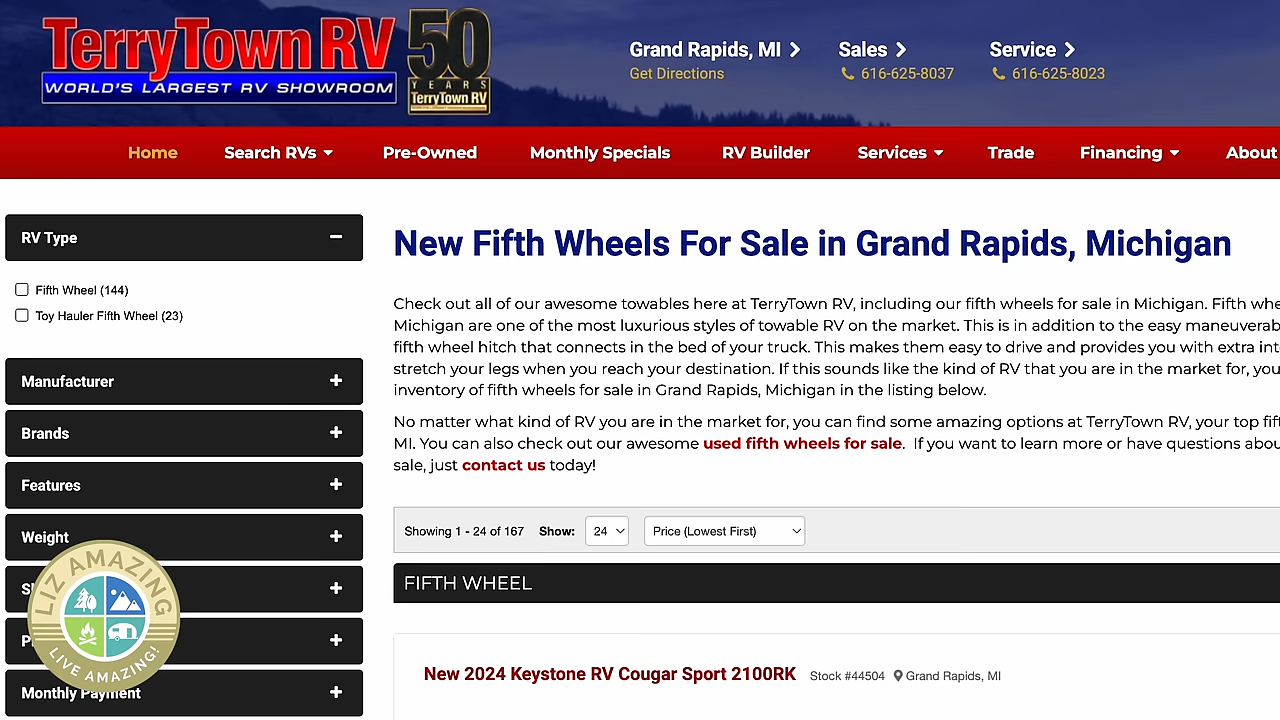 TerryTown RV
WORLD'S LARGEST RV SHOWROOM
50
YEARS
TerryTown RV
Grand Rapids, MI
Get Directions
Sales
616-625-8037
Service
616-625-8023
Home
Search RVs
Pre-Owned
Monthly Specials
RV Builder
Services
Trade
Financing
About
RV Type
Fifth Wheel (144)
Toy Hauler Fifth Wheel (23)
Manufacturer
Brands
Features
Weight
Monthly Payment
LIZ AMAZING
LIVE AMAZING!
New Fifth Wheels For Sale in Grand Rapids, Michigan
Check out all of our awesome towables here at TerryTown RV, including our fifth wheels for sale in Michigan. Fifth
Michigan are one of the most luxurious styles of towable RV on the market. This is in addition to the easy
fifth wheel hitch that connects in the bed of your truck. This makes them easy to drive and provides you with extra
stretch your legs when you reach your destination. If this sounds like the kind of RV that you are in the market for,
inventory of fifth wheels for sale in Grand Rapids, Michigan in the listing below.
No matter what kind of RV you are in the market for, you can find some amazing options at TerryTown RV, your top
MI. You can also check out our awesome used fifth wheels for sale. If you want to learn more or have questions
sale, just contact us today!
Showing 1 - 24 of 167 Show: 24 Price (Lowest First)
FIFTH WHEEL
New 2024 Keystone RV Cougar Sport 2100RK Stock #44504 Grand Rapids, MI